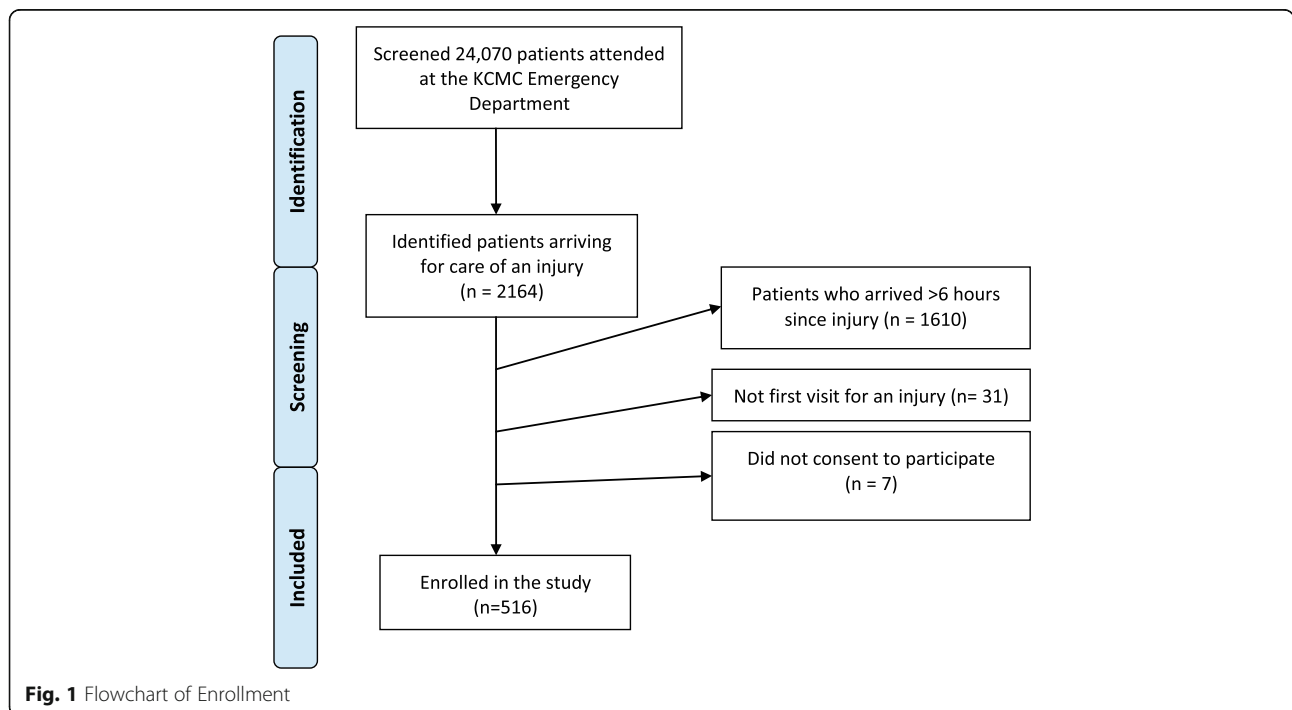 Identification
Screened 24,070 patients attended
at the KCMC Emergency
Department
Identified patients arriving
for care of an injury
(n = 2164)
Screening
Patients who arrived >6 hours
since injury (n = 1610)
Not first visit for an injury (n= 31)
Did not consent to participate
(n = 7)
Included
Enrolled in the study
(n=516)
Fig. 1 Flowchart of Enrollment